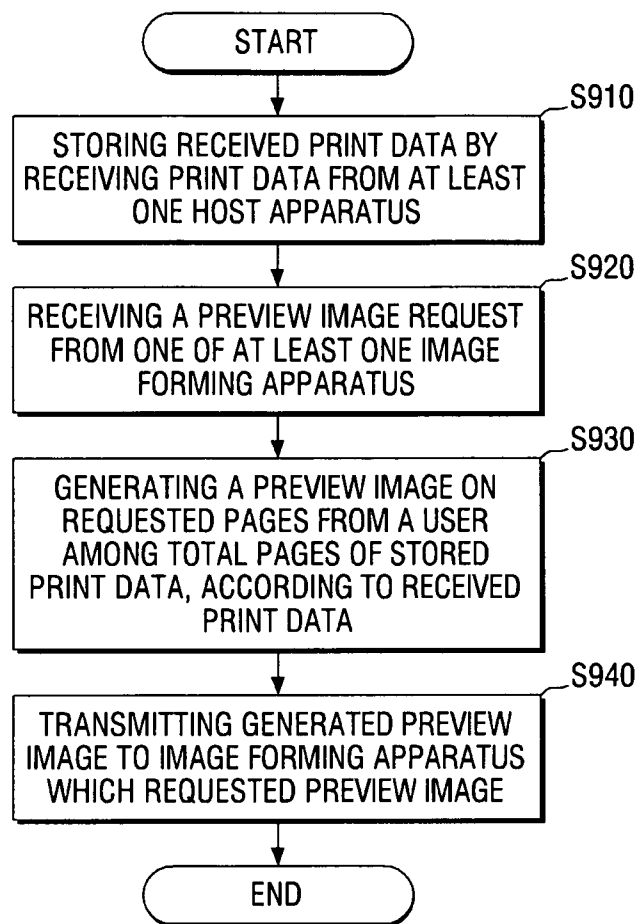 START
S910
STORING RECEIVED PRINT DATA BY
RECEIVING PRINT DATA FROM AT LEAST
ONE HOST APPARATUS
S920
RECEIVING A PREVIEW IMAGE REQUEST
FROM ONE OF AT LEAST ONE IMAGE
FORMING APPARATUS
S930
GENERATING A PREVIEW IMAGE ON
REQUESTED PAGES FROM A USER
AMONG TOTAL PAGES OF STORED
PRINT DATA, ACCORDING TO RECEIVED
PRINT DATA
S940
TRANSMITTING GENERATED PREVIEW
IMAGE TO IMAGE FORMING APPARATUS
WHICH REQUESTED PREVIEW IMAGE
END